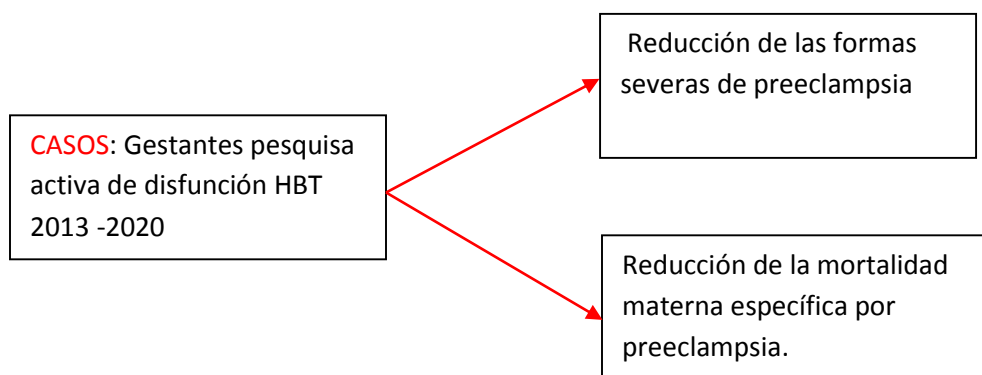 Reducción de las formas
severas de preeclampsia
CASOS: Gestantes pesquisa
activa de disfunción HBT
2013 -2020
Reducción de la mortalidad
materna específica por
preeclampsia.